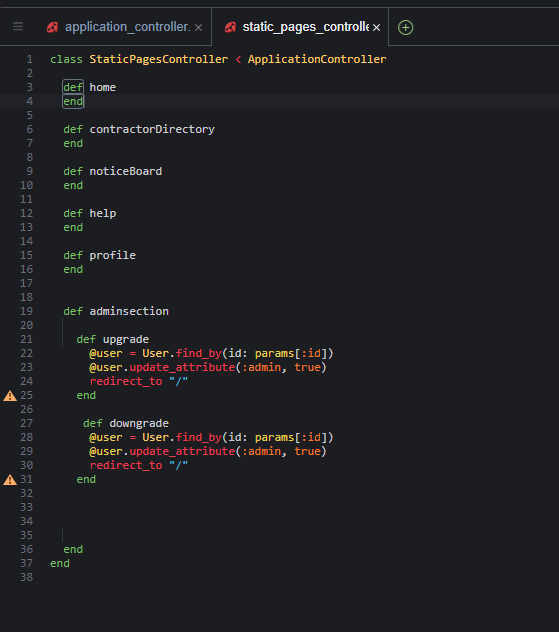 application_controller. ×
static_pages_controlle ×
1 class StaticPagesController < ApplicationController
2
3   def home
4   end
5
6   def contractorDirectory
7   end
8
9   def noticeBoard
10   end
11
12   def help
13   end
14
15   def profile
16   end
17
18
19   def adminsection
20
21     def upgrade
22       @user = User.find_by(id: params[:id])
23       @user.update_attribute(:admin, true)
24       redirect_to "/"
25     end
26
27      def downgrade
28       @user = User.find_by(id: params[:id])
29       @user.update_attribute(:admin, true)
30       redirect_to "/"
31     end
32
33
34
35
36   end
37 end
38